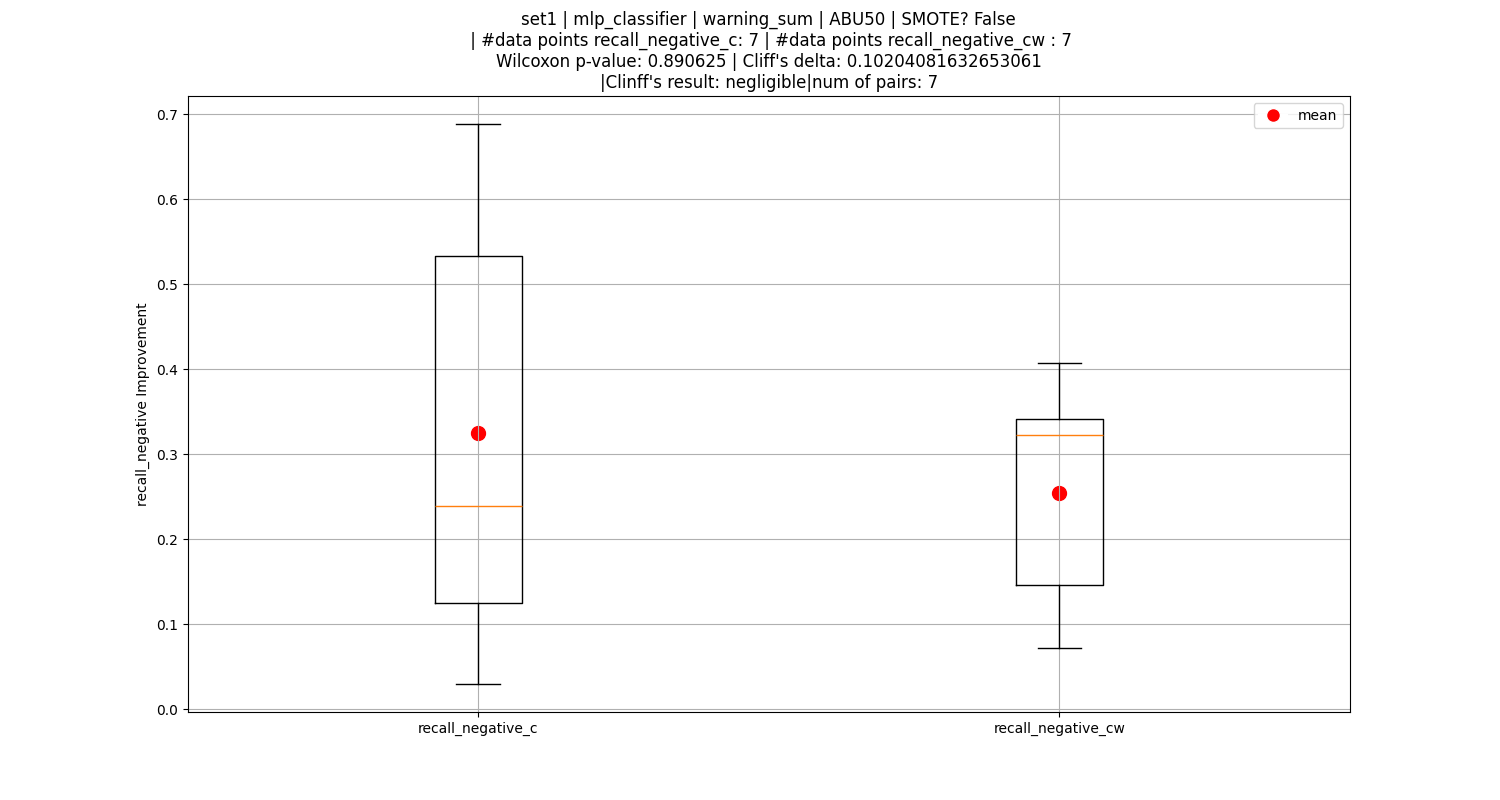 set1 | mlp_classifier | warning_sum | ABU50 | SMOTE? False
| #data points recall_negative_c: 7 | #data points recall_negative_cw : 7
Wilcoxon p-value: 0.890625 | Cliff's delta: 0.10204081632653061
|Clinff's result: negligible|num of pairs: 7
mean
0.7
0.6
0.5
0.4
0.3
0.2
0.1
0.0
recall_negative Improvement
recall_negative_c
recall_negative_cw